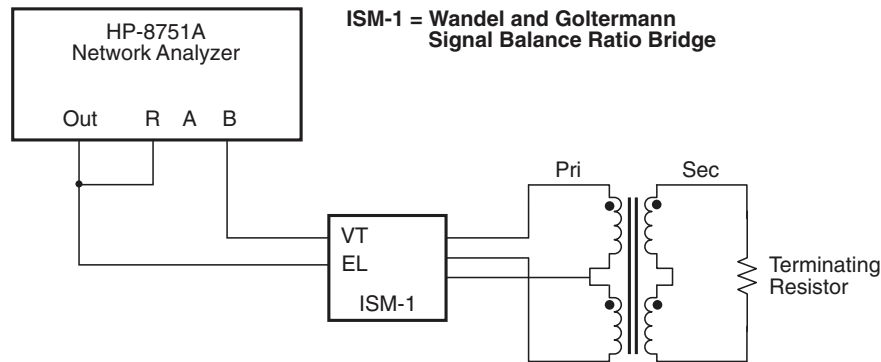 HP-8751A
Network Analyzer
Out R A B
ISM-1 = Wandel and Goltermann
Signal Balance Ratio Bridge
Pri Sec
VT
EL
ISM-1
Terminating
Resistor